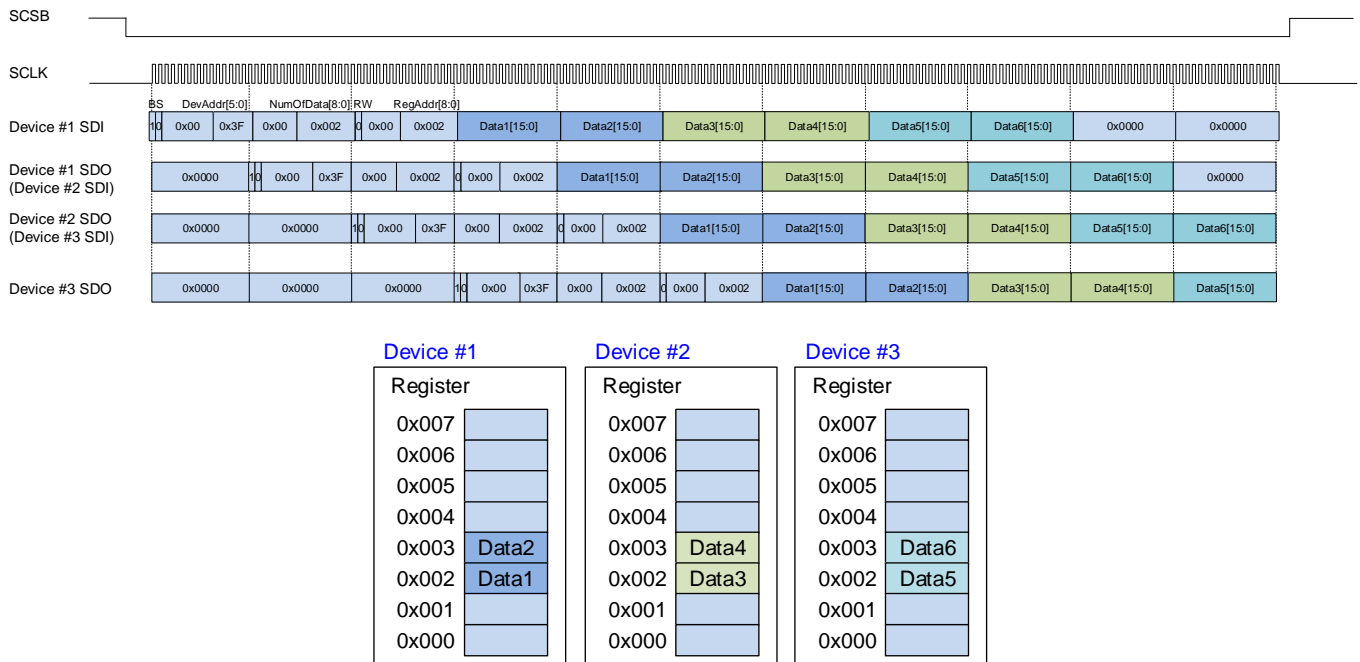 SCSB
SCLK
BS DevAddr[5:0] NumOfData[8:0] RW RegAddr[8:0]
Device #1 SDI 1 0 0x00 0x3F 0x00 0x002 0 0x00 0x002 Data1[15:0] Data2[15:0] Data3[15:0] Data4[15:0] Data5[15:0] Data6[15:0] 0x0000 0x0000
Device #1 SDO
(Device #2 SDI) 0x0000 1 0 0x00 0x3F 0x00 0x002 0 0x00 0x002 Data1[15:0] Data2[15:0] Data3[15:0] Data4[15:0] Data5[15:0] Data6[15:0] 0x0000
Device #2 SDO
(Device #3 SDI) 0x0000 0x0000 1 0 0x00 0x3F 0x00 0x002 0 0x00 0x002 Data1[15:0] Data2[15:0] Data3[15:0] Data4[15:0] Data5[15:0] Data6[15:0]
Device #3 SDO 0x0000 0x0000 0x0000 1 0 0x00 0x3F 0x00 0x002 0 0x00 0x002 Data1[15:0] Data2[15:0] Data3[15:0] Data4[15:0] Data5[15:0]
Device #1 Device #2 Device #3
Register Register Register
0x007 0x007 0x007
0x006 0x006 0x006
0x005 0x005 0x005
0x004 0x004 0x004
0x003 Data2 0x003 Data4 0x003 Data6
0x002 Data1 0x002 Data3 0x002 Data5
0x001 0x001 0x001
0x000 0x000 0x000